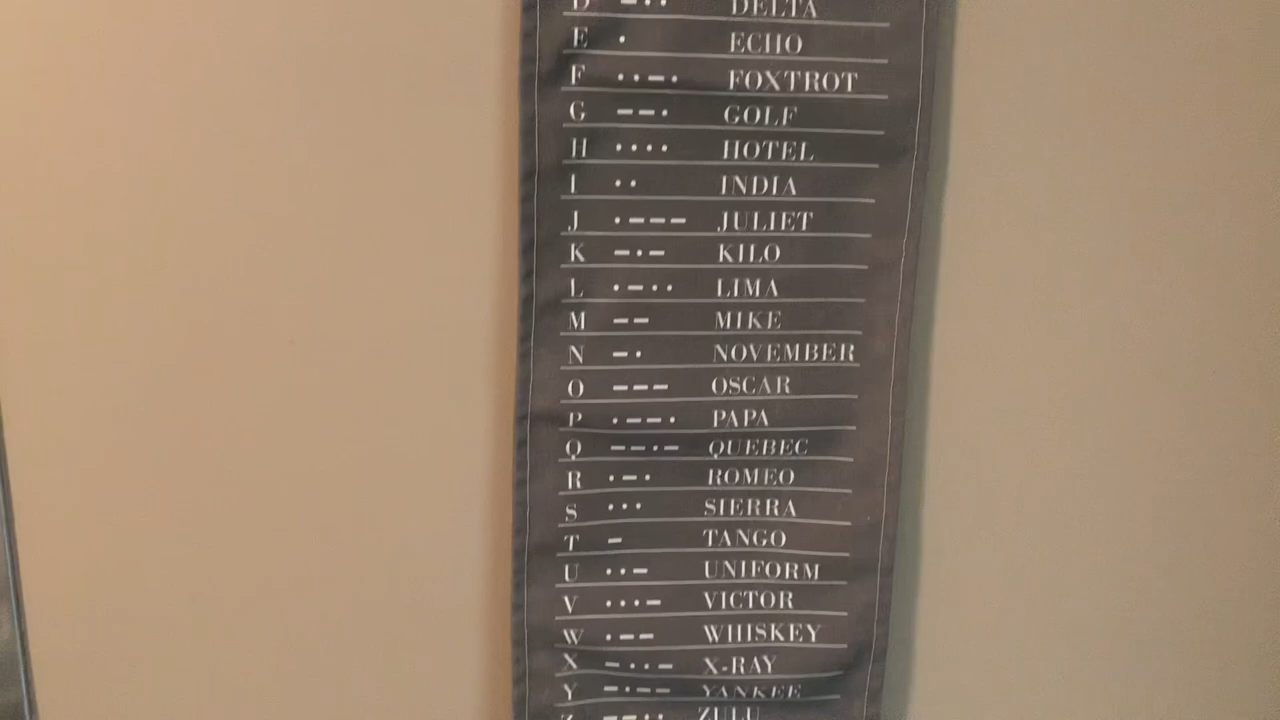 D —·· DELTA
E · ECHO
F ··—· FOXTROT
G ——· GOLF
H ···· HOTEL
I ·· INDIA
J ·——— JULIET
K —·— KILO
L ·—·· LIMA
M —— MIKE
N —· NOVEMBER
O ——— OSCAR
P ·——· PAPA
Q ——·— QUEBEC
R ·—· ROMEO
S ··· SIERRA
T — TANGO
U ··— UNIFORM
V ···— VICTOR
W ·—— WHISKEY
X —··— X-RAY
Y —·—— YANKEE
Z ——·· ZULU